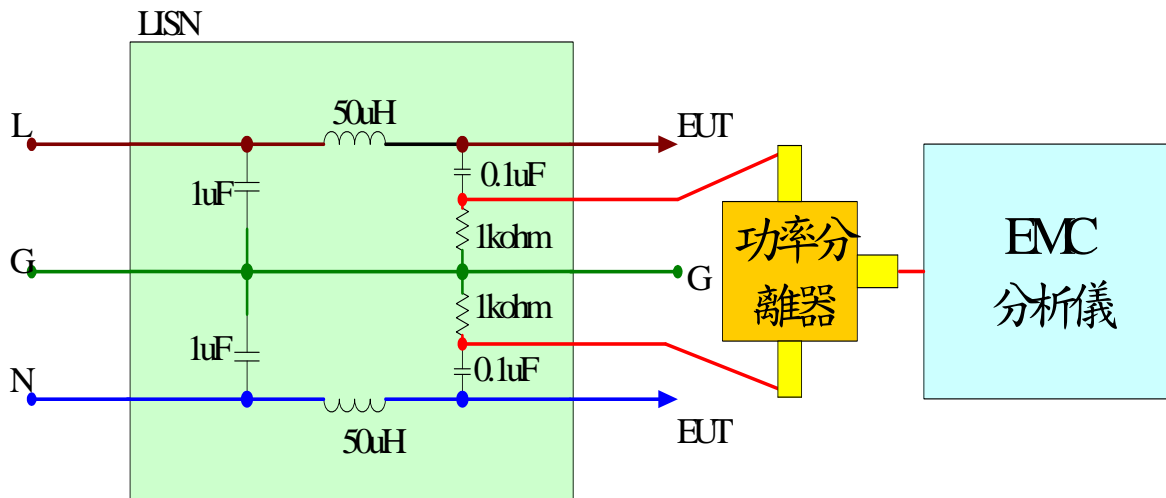 LISN
50uH
L
EUT
0.1uF
1uF
1kohm
G
G
1kohm
1uF
0.1uF
N
50uH
EUT
功率分
離器
EMC
分析儀